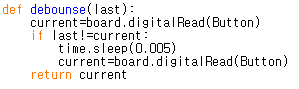 def debounse(last):
    current=board.digitalRead(Button)
    if last!=current:
        time.sleep(0.005)
        current=board.digitalRead(Button)
    return current